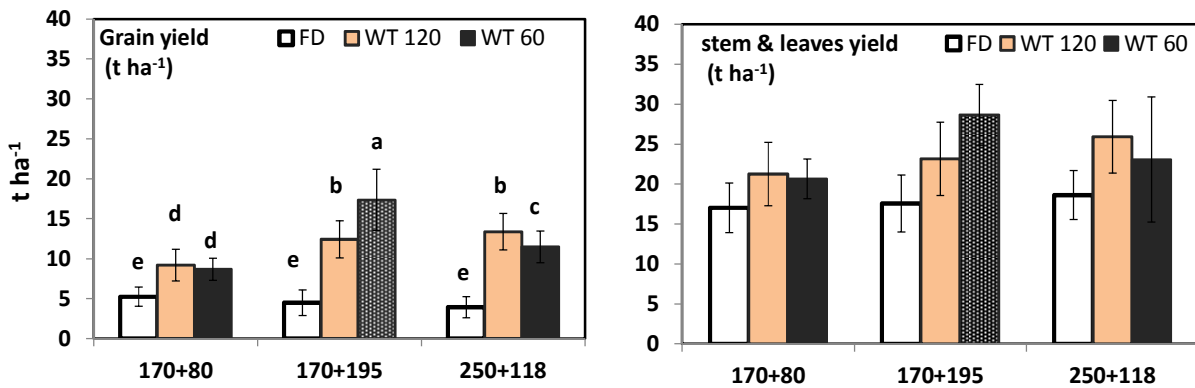 40
35
30
25
20
15
10
5
0
t ha-1
Grain yield
(t ha-1)
FD WT 120 WT 60
e d d e b a e b c
170+80 170+195 250+118
40
35
30
25
20
15
10
5
0
stem & leaves yield
(t ha-1)
FD WT 120 WT 60
170+80 170+195 250+118